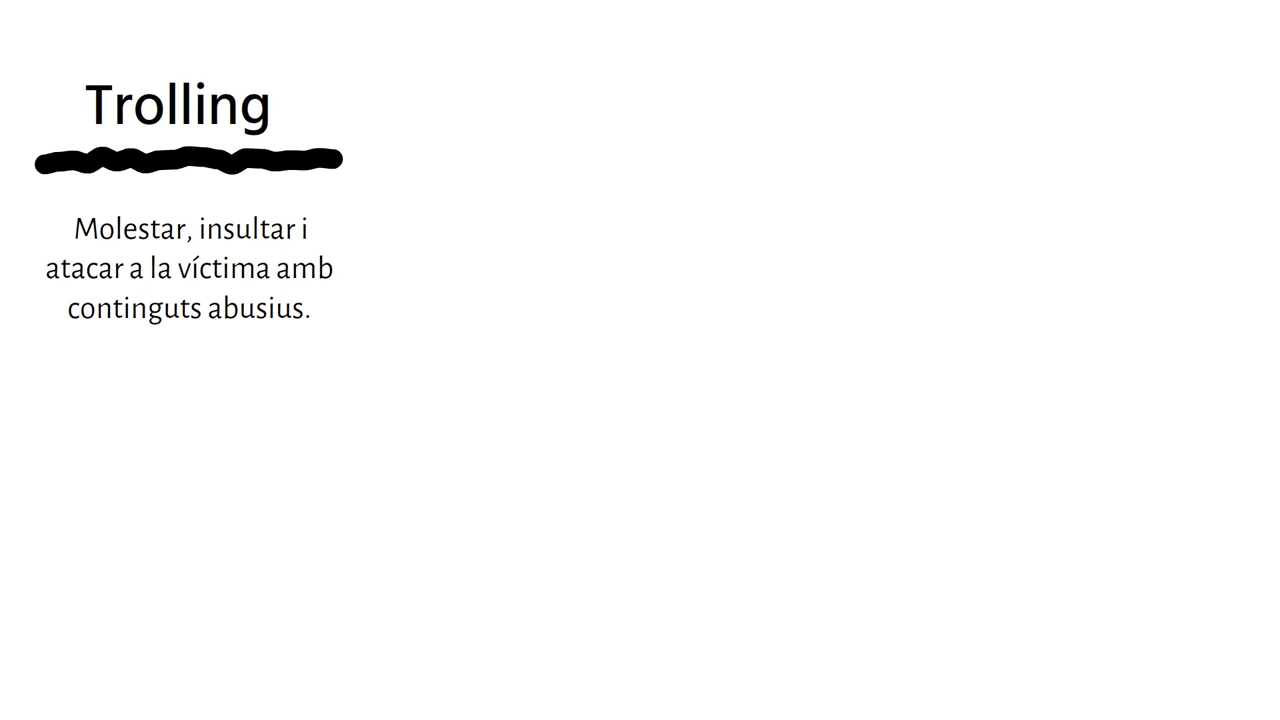 Trolling
Molestar, insultar i
atacar a la víctima amb
continguts abusius.